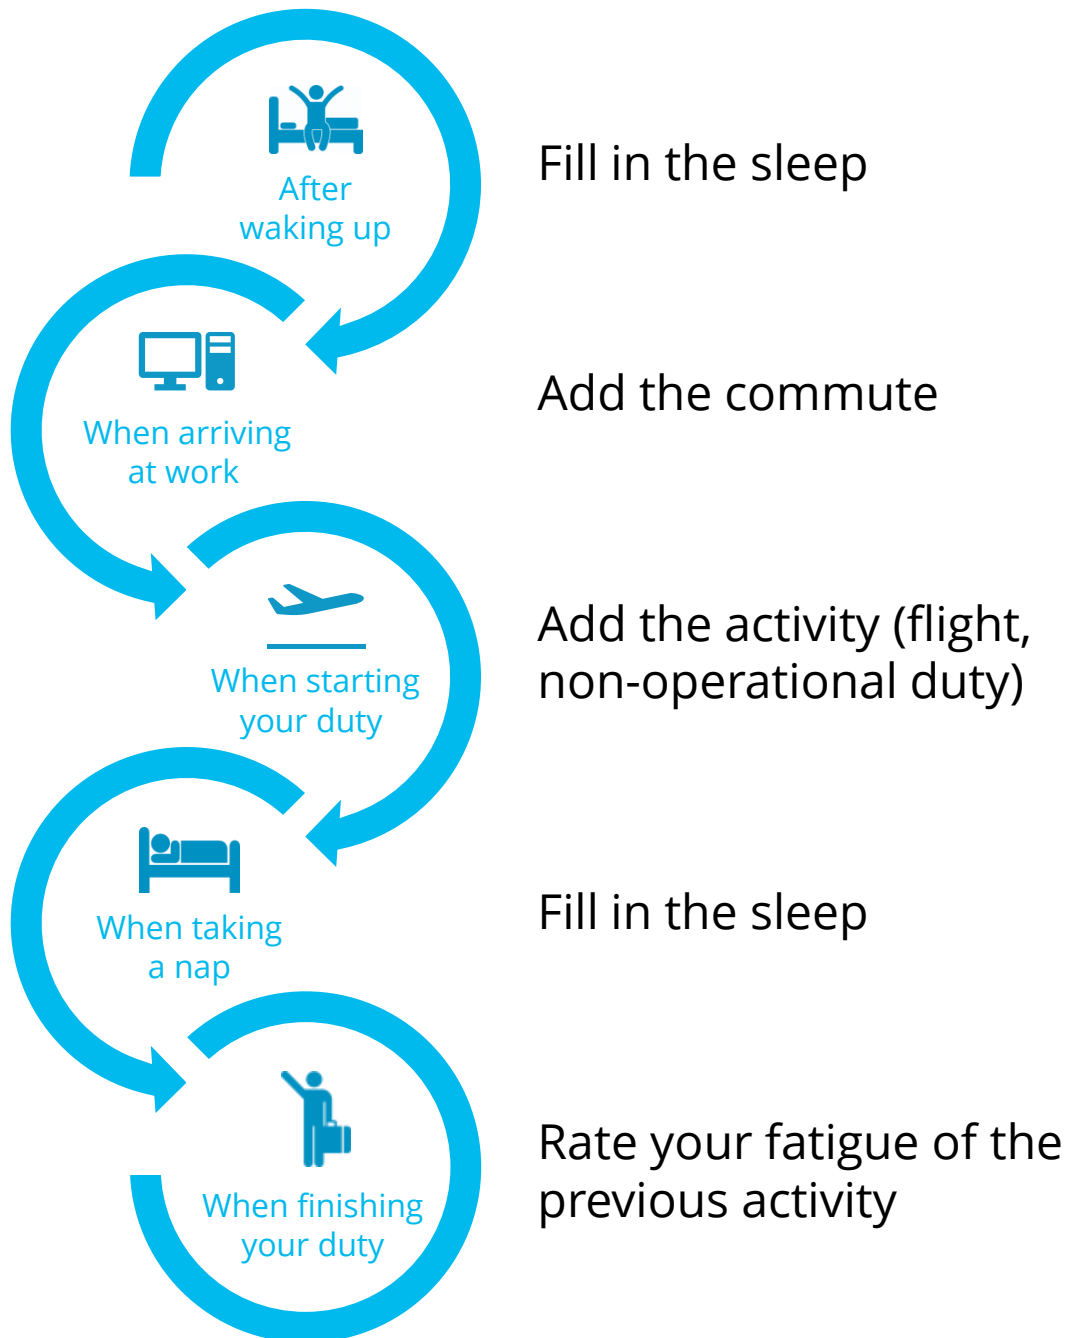 After
waking up
Fill in the sleep
When arriving
at work
Add the commute
When starting
your duty
Add the activity (flight,
non-operational duty)
When taking
a nap
Fill in the sleep
When finishing
your duty
Rate your fatigue of the
previous activity